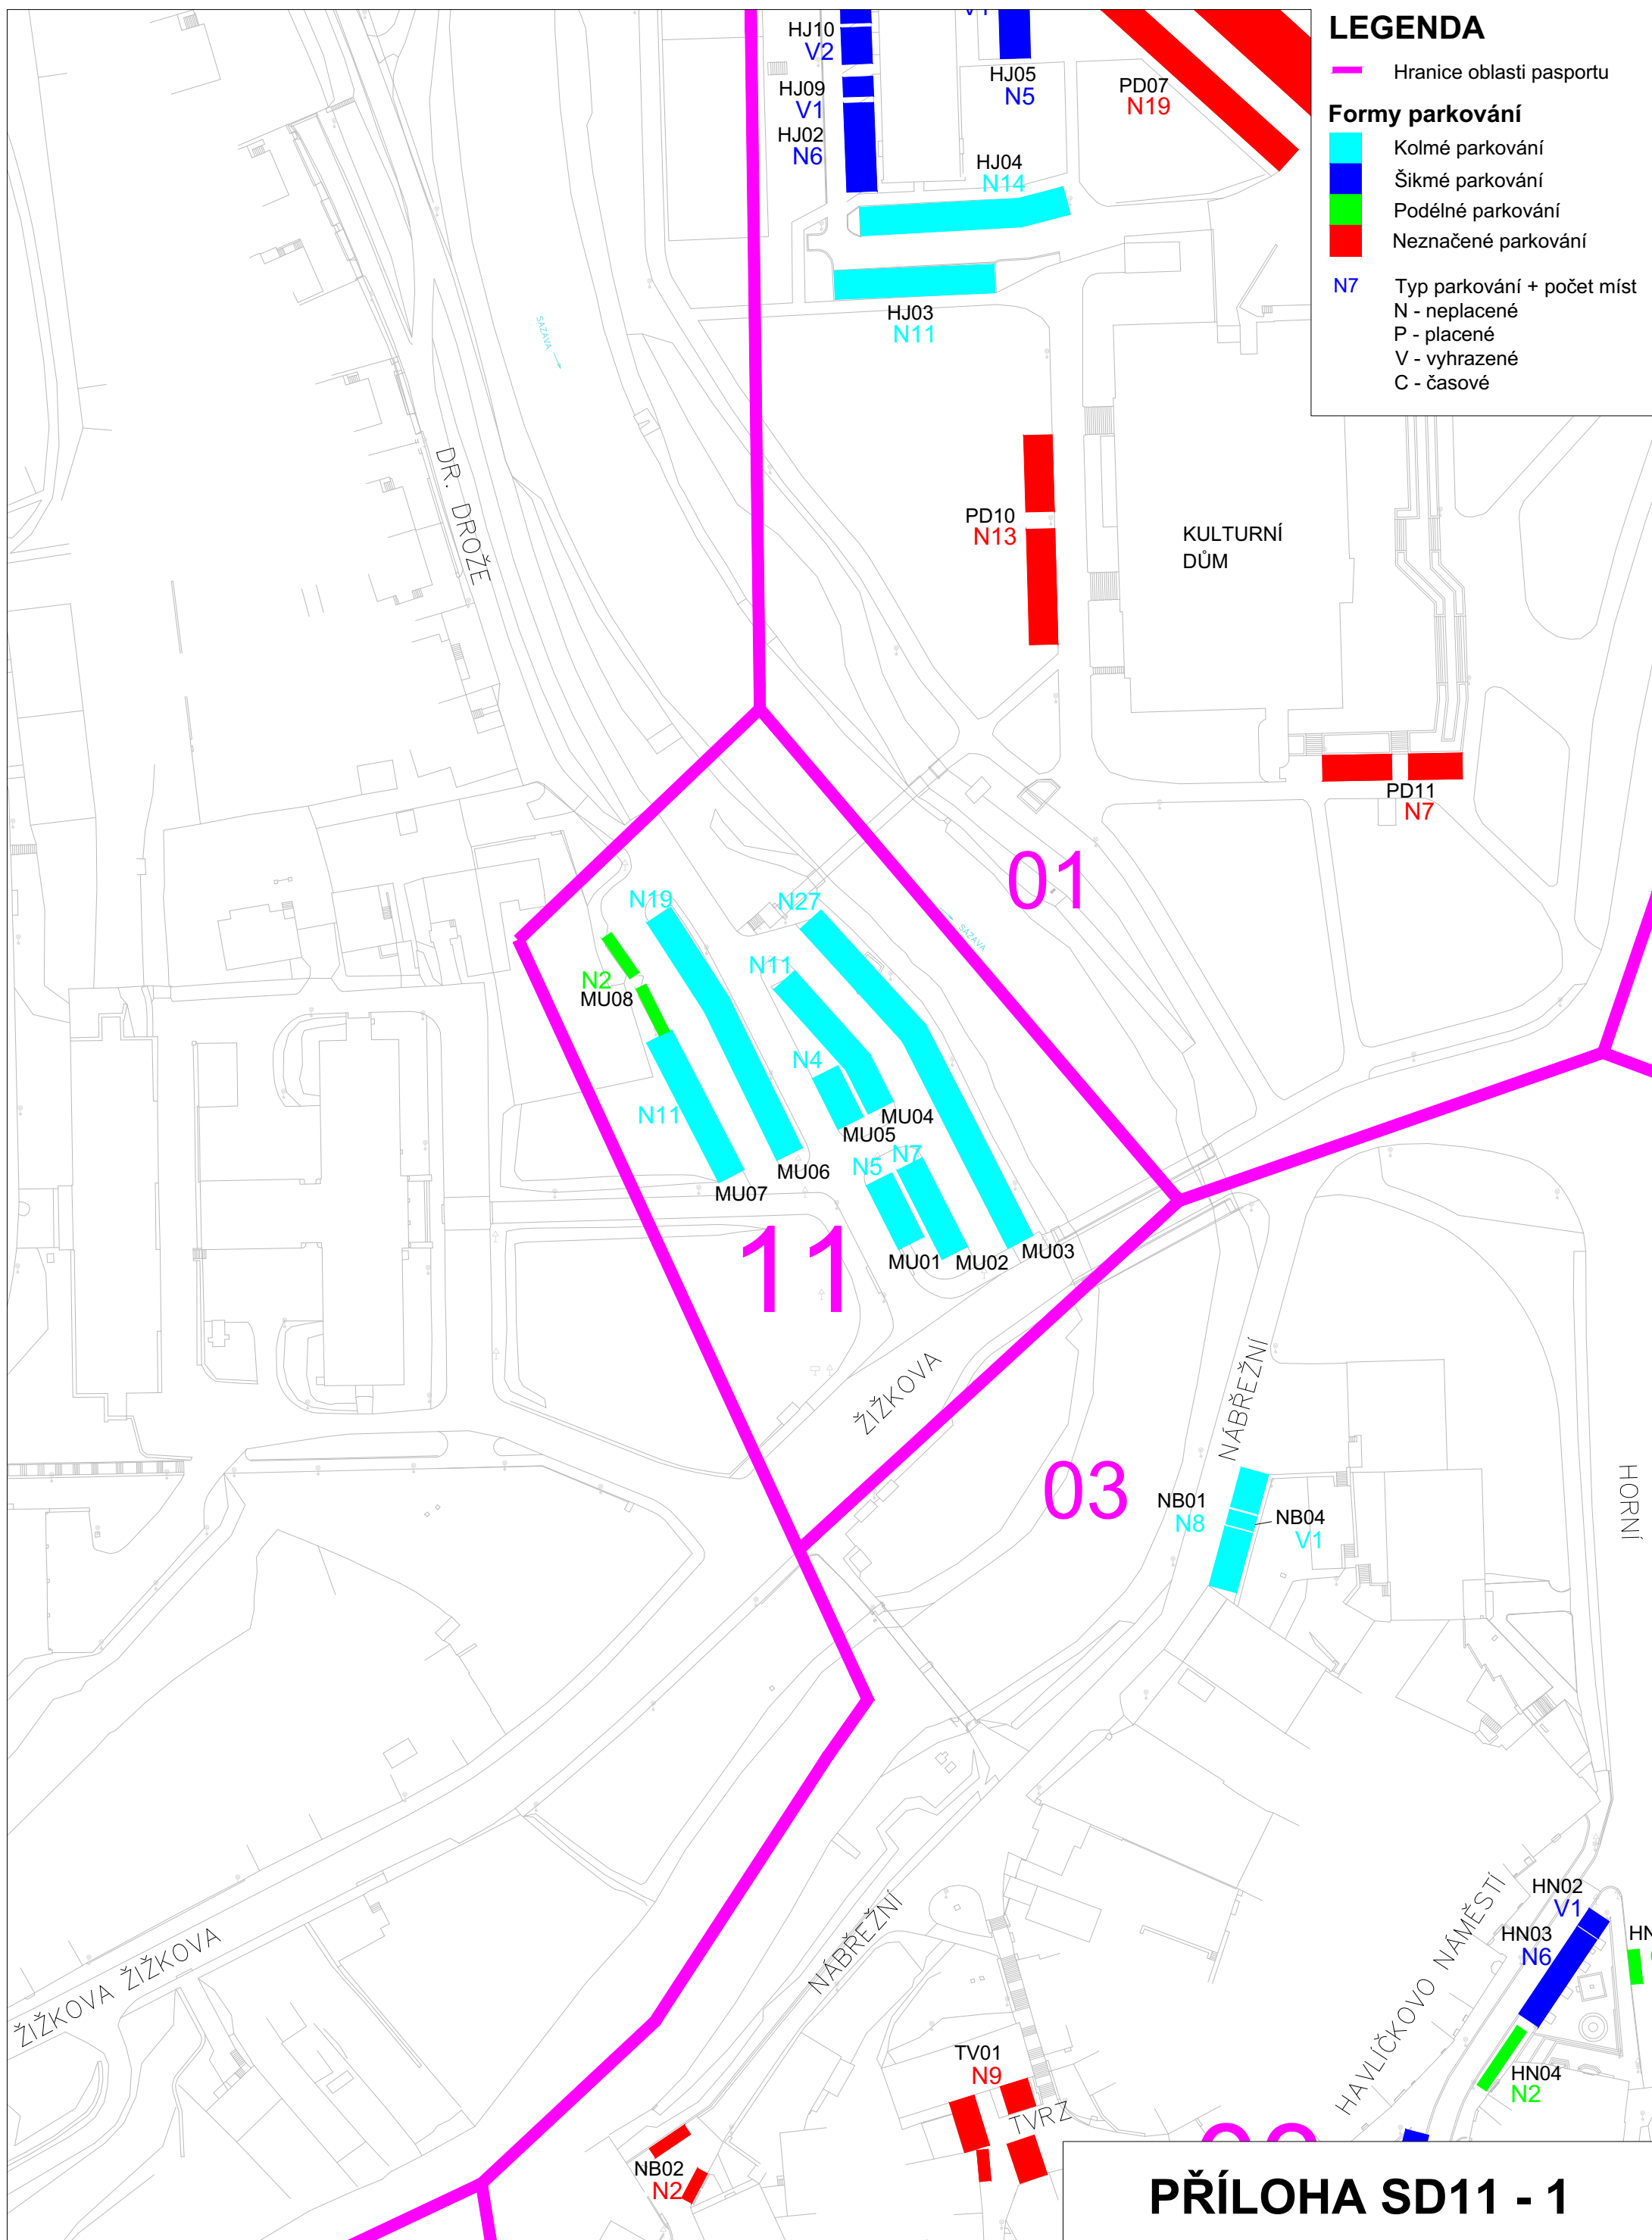 HJ10
V2
HJ09
V1
HJ02
N6
HJ05
N5
PD07
N19
HJ04
N14
HJ03
N11
LEGENDA
Hranice oblasti pasportu
Formy parkování
Kolmé parkování
Šikmé parkování
Podélné parkování
Neznačené parkování
N7 Typ parkování + počet míst
N - neplacené
P - placené
V - vyhrazené
C - časové
SÁZAVA
DR. DROŽE
PD10
N13
KULTURNÍ
DŮM
PD11
N7
01
SÁZAVA
N19
N27
N11
N2
MU08
N4
N11
MU04
MU05
N5
N7
MU06
MU07
MU01
MU02
MU03
11
ŽIŽKOVA
NÁBŘEŽNÍ
03
NB01
N8
NB04
V1
HORNÍ
NÁBŘEŽNÍ
ŽIŽKOVA ŽIŽKOVA
HAVLÍČKOVO NÁMĚSTÍ
HN02
V1
HN03
N6
HN
HN04
N2
TV01
N9
TVRZ
NB02
N2
PŘÍLOHA SD11 - 1